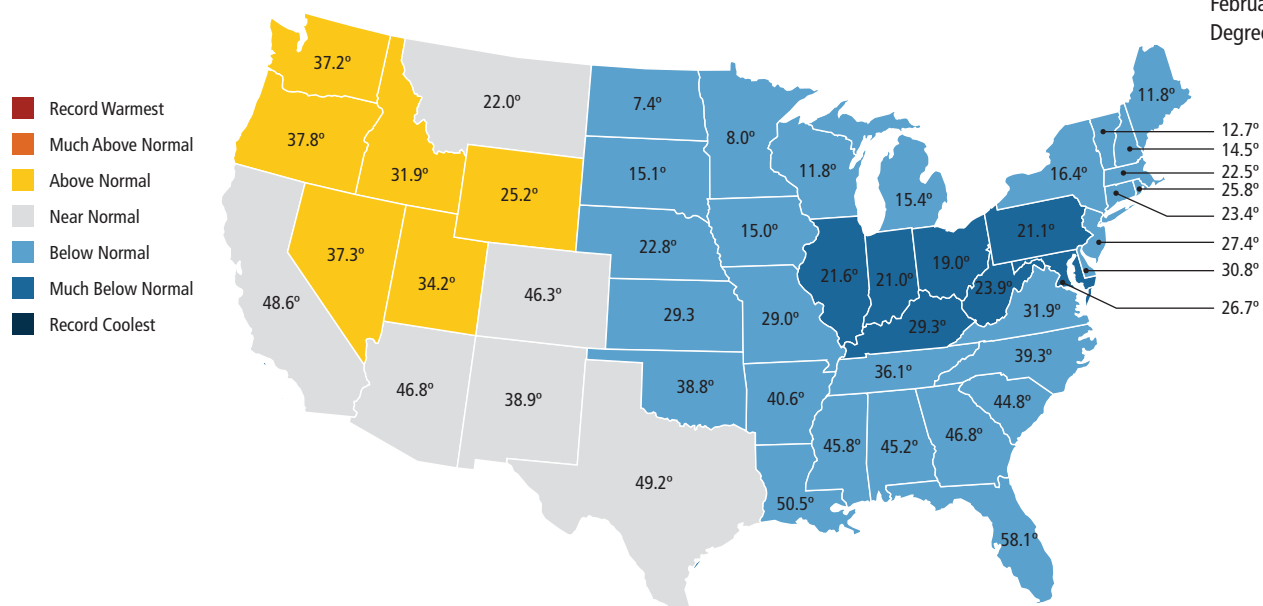 Februa
Degree
Record Warmest
Much Above Normal
Above Normal
Near Normal
Below Normal
Much Below Normal
Record Coolest
37.2º
22.0º
7.4º
8.0º
11.8º
37.8º
31.9º
25.2º
15.1º
11.8º
15.4º
16.4º
12.7º
14.5º
22.5º
25.8º
23.4º
27.4º
30.8º
26.7º
37.3º
34.2º
46.3º
22.8º
15.0º
21.6º
21.0º
19.0º
21.1º
23.9º
48.6º
29.3
29.0º
29.3º
31.9º
46.8º
38.9º
38.8º
40.6º
36.1º
39.3º
44.8º
49.2º
50.5º
45.8º
45.2º
46.8º
58.1º